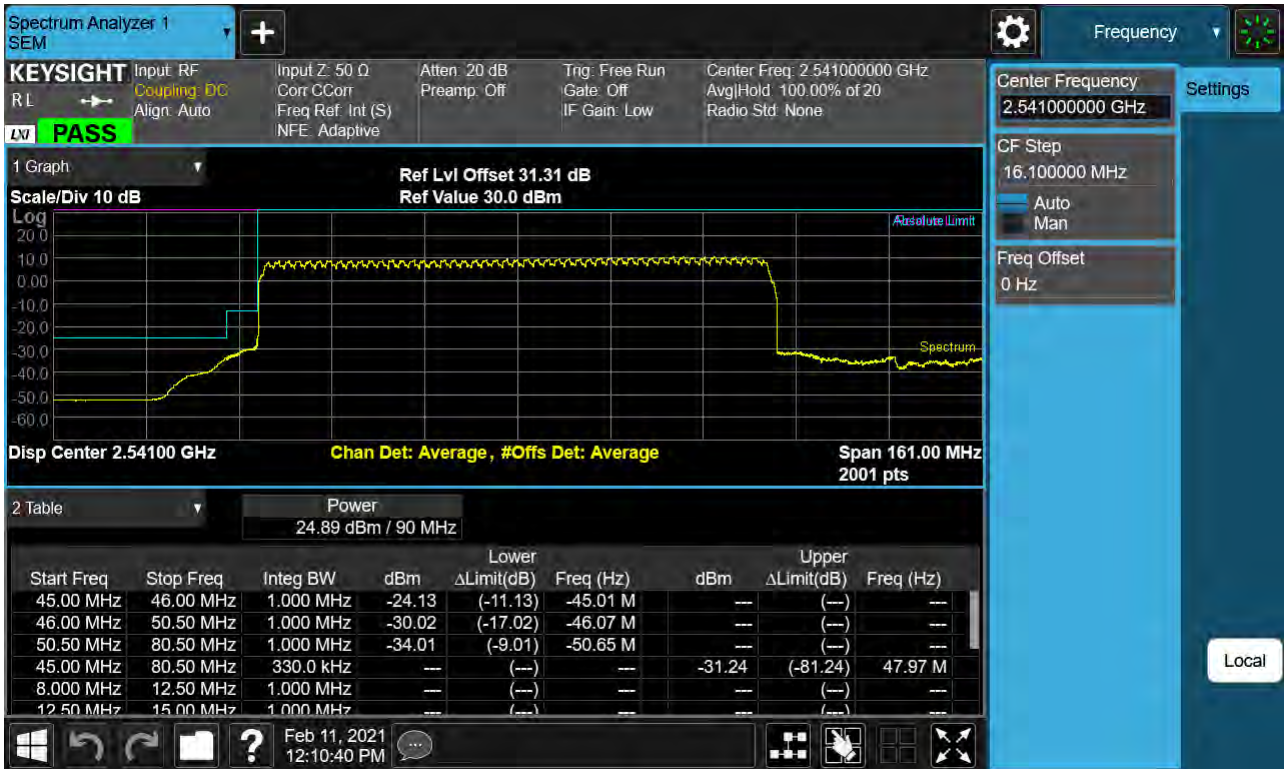 Spectrum Analyzer 1
SEM
Frequency
KEYSIGHT
RL
LXI
PASS
Input: RF
Coupling: DC
Align: Auto
Input Z: 50 Ω
Corr CCorr
Freq Ref: Int (S)
NFE: Adaptive
Atten: 20 dB
Preamp: Off
Trig: Free Run
Gate: Off
IF Gain: Low
Center Freq: 2.541000000 GHz
Avg|Hold: 100.00% of 20
Radio Std: None
Center Frequency
2.541000000 GHz
Settings
CF Step
16.100000 MHz
Auto
Man
Freq Offset
0 Hz
Local
1 Graph
Scale/Div 10 dB
Ref Lvl Offset 31.31 dB
Ref Value 30.0 dBm
Log
20.0
10.0
0.00
-10.0
-20.0
-30.0
-40.0
-50.0
-60.0
Absolute Limit
Spectrum
Disp Center 2.54100 GHz
Chan Det: Average, #Offs Det: Average
Span 161.00 MHz
2001 pts
2 Table
Power
24.89 dBm / 90 MHz
Lower Upper
Start Freq Stop Freq Integ BW dBm ΔLimit(dB) Freq (Hz) dBm ΔLimit(dB) Freq (Hz)
45.00 MHz 46.00 MHz 1.000 MHz -24.13 (-11.13) -45.01 M --- (---) ---
46.00 MHz 50.50 MHz 1.000 MHz -30.02 (-17.02) -46.07 M --- (---) ---
50.50 MHz 80.50 MHz 1.000 MHz -34.01 (-9.01) -50.65 M --- (---) ---
45.00 MHz 80.50 MHz 330.0 kHz --- (---) --- -31.24 (-81.24) 47.97 M
8.000 MHz 12.50 MHz 1.000 MHz --- (---) --- --- (---) ---
12.50 MHz 15.00 MHz 1.000 MHz --- (---) --- --- (---) ---
Feb 11, 2021
12:10:40 PM